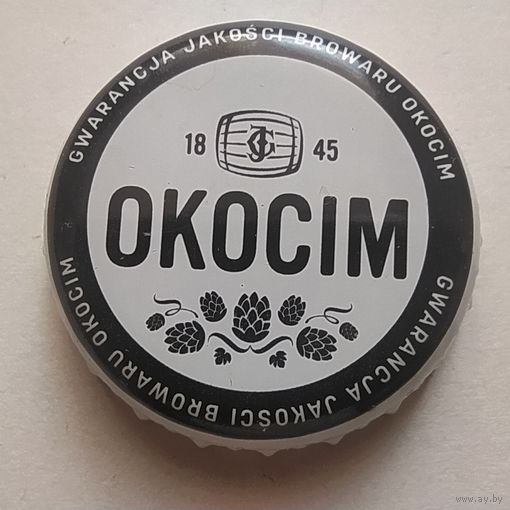 GWARANCJA JAKOŚCI BROWARU OKOCIM
18 45
OKOCIM
GWARANCJA JAKOŚCI BROWARU OKOCIM
www.ay.by